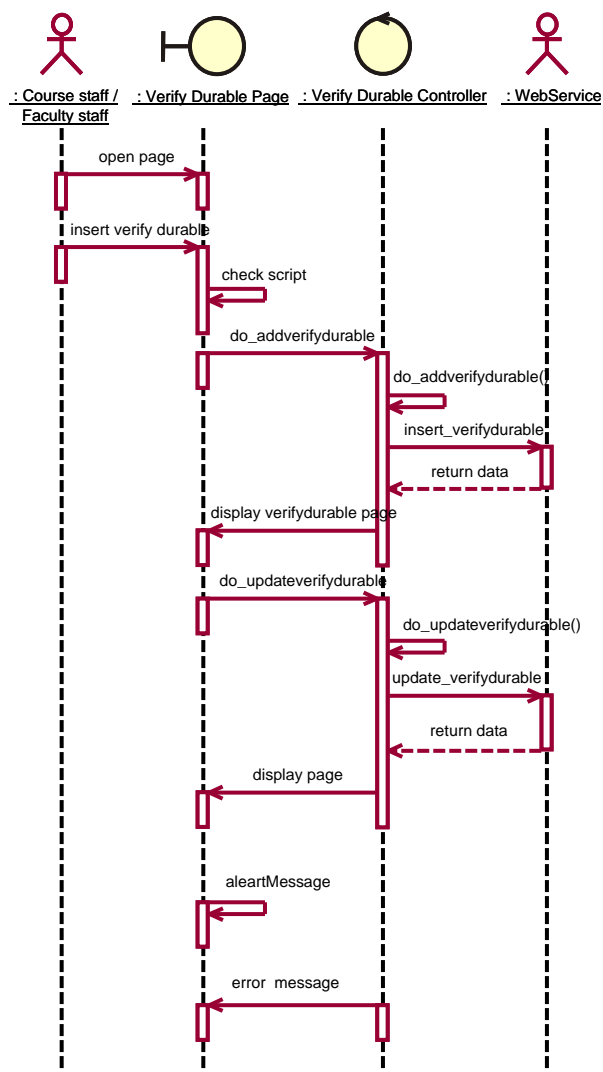 : Course staff /
Faculty staff
: Verify Durable Page
: Verify Durable Controller
: WebService
open page
insert verify durable
check script
do_addverifydurable
do_addverifydurable()
insert_verifydurable
return data
display verifydurable page
do_updateverifydurable
do_updateverifydurable()
update_verifydurable
return data
display page
aleartMessage
error message